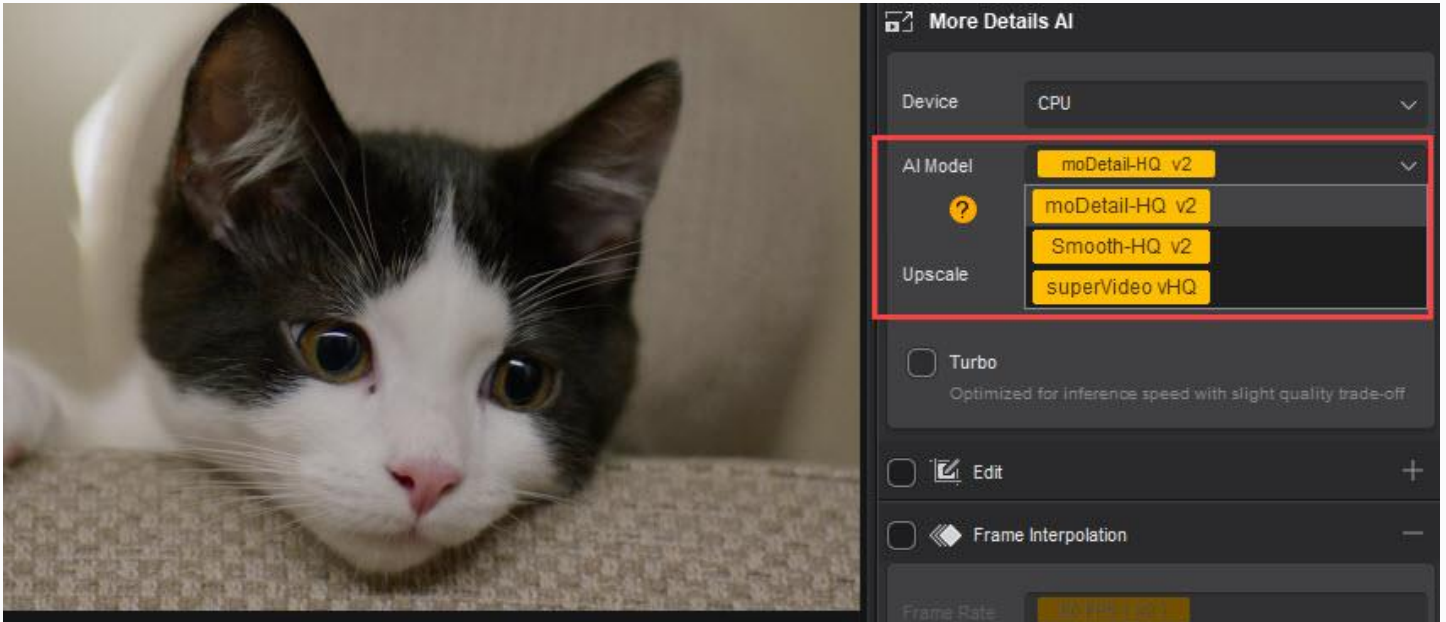 More Details AI
Device
CPU
AI Model
moDetail-HQ v2
moDetail-HQ v2
Smooth-HQ v2
superVideo vHQ
Upscale
Turbo
Optimized for inference speed with slight quality trade-off
Edit
Frame Interpolation
Frame Rate